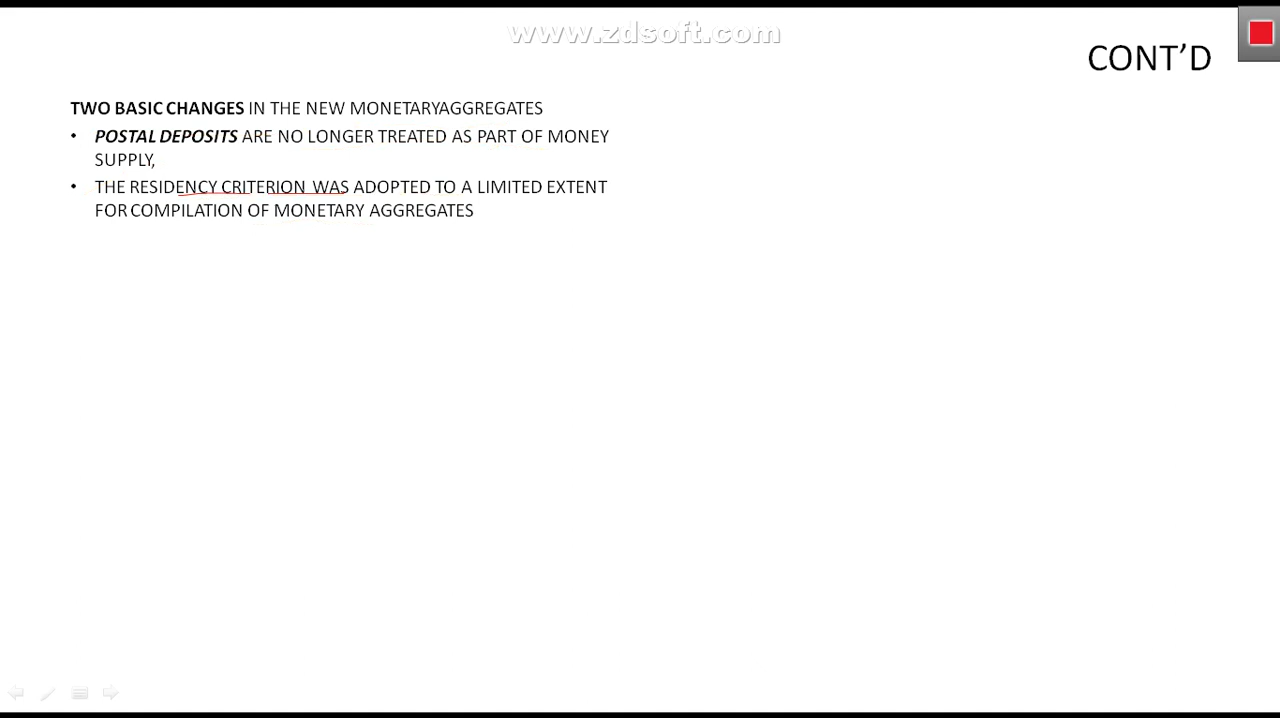 www.zdsoft.com
CONT’D
TWO BASIC CHANGES IN THE NEW MONETARYAGGREGATES
• POSTAL DEPOSITS ARE NO LONGER TREATED AS PART OF MONEY
SUPPLY,
• THE RESIDENCY CRITERION WAS ADOPTED TO A LIMITED EXTENT
FOR COMPILATION OF MONETARY AGGREGATES